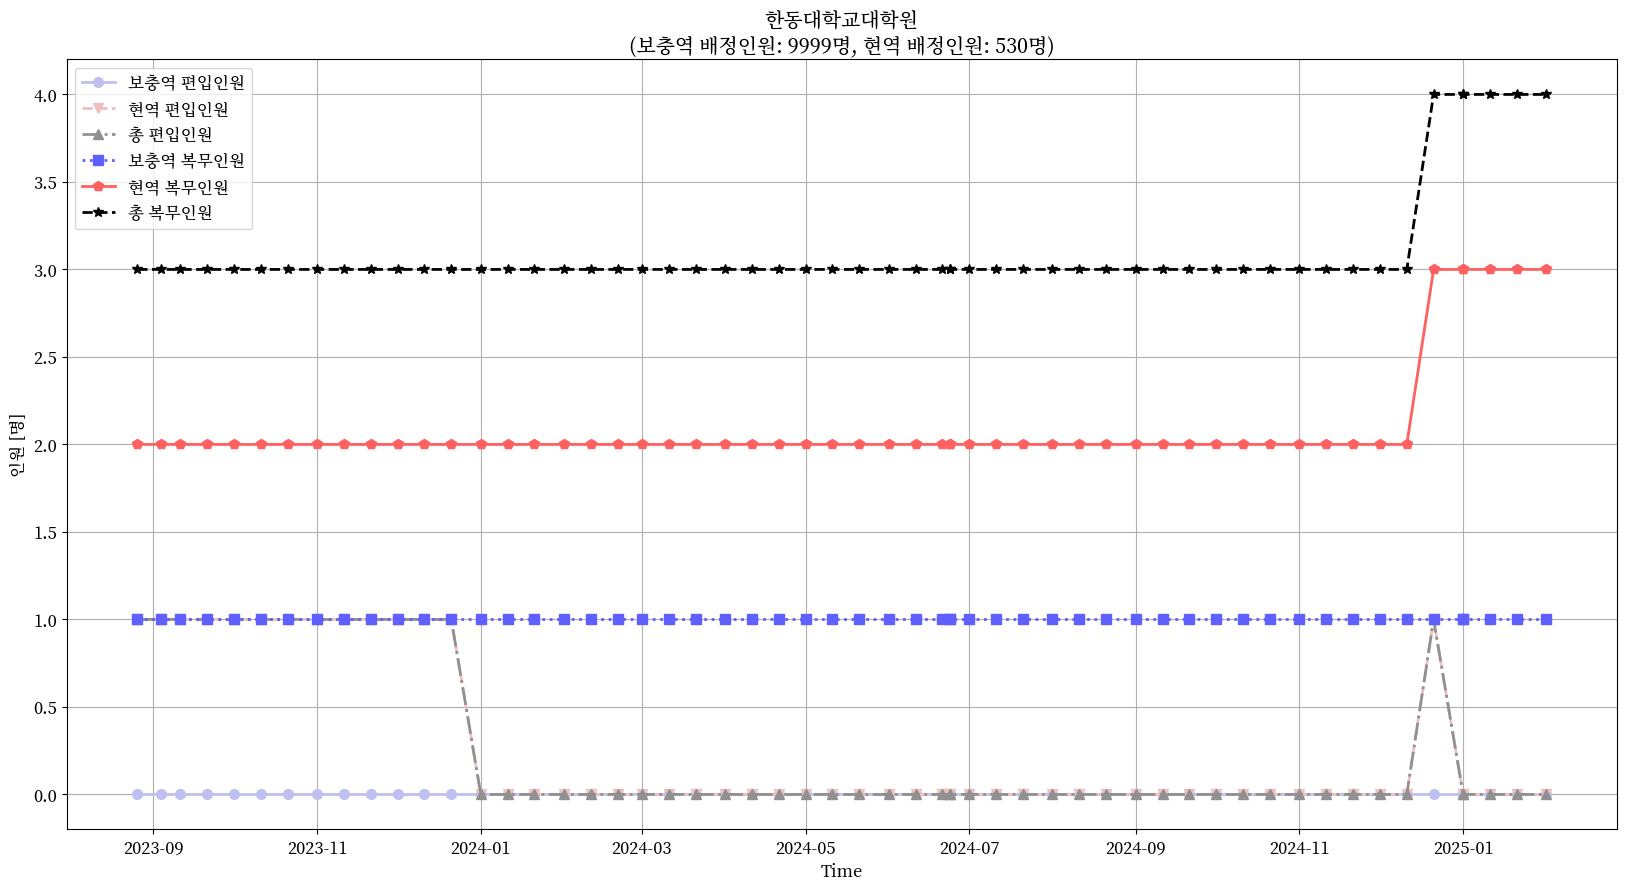 한동대학교대학원
(보충역 배정인원: 9999명, 현역 배정인원: 530명)
보충역 편입인원
현역 편입인원
총 편입인원
보충역 복무인원
현역 복무인원
총 복무인원
4.0
3.5
3.0
2.5
2.0
1.5
1.0
0.5
0.0
인원 [명]
2023-09
2023-11
2024-01
2024-03
2024-05
2024-07
2024-09
2024-11
2025-01
Time